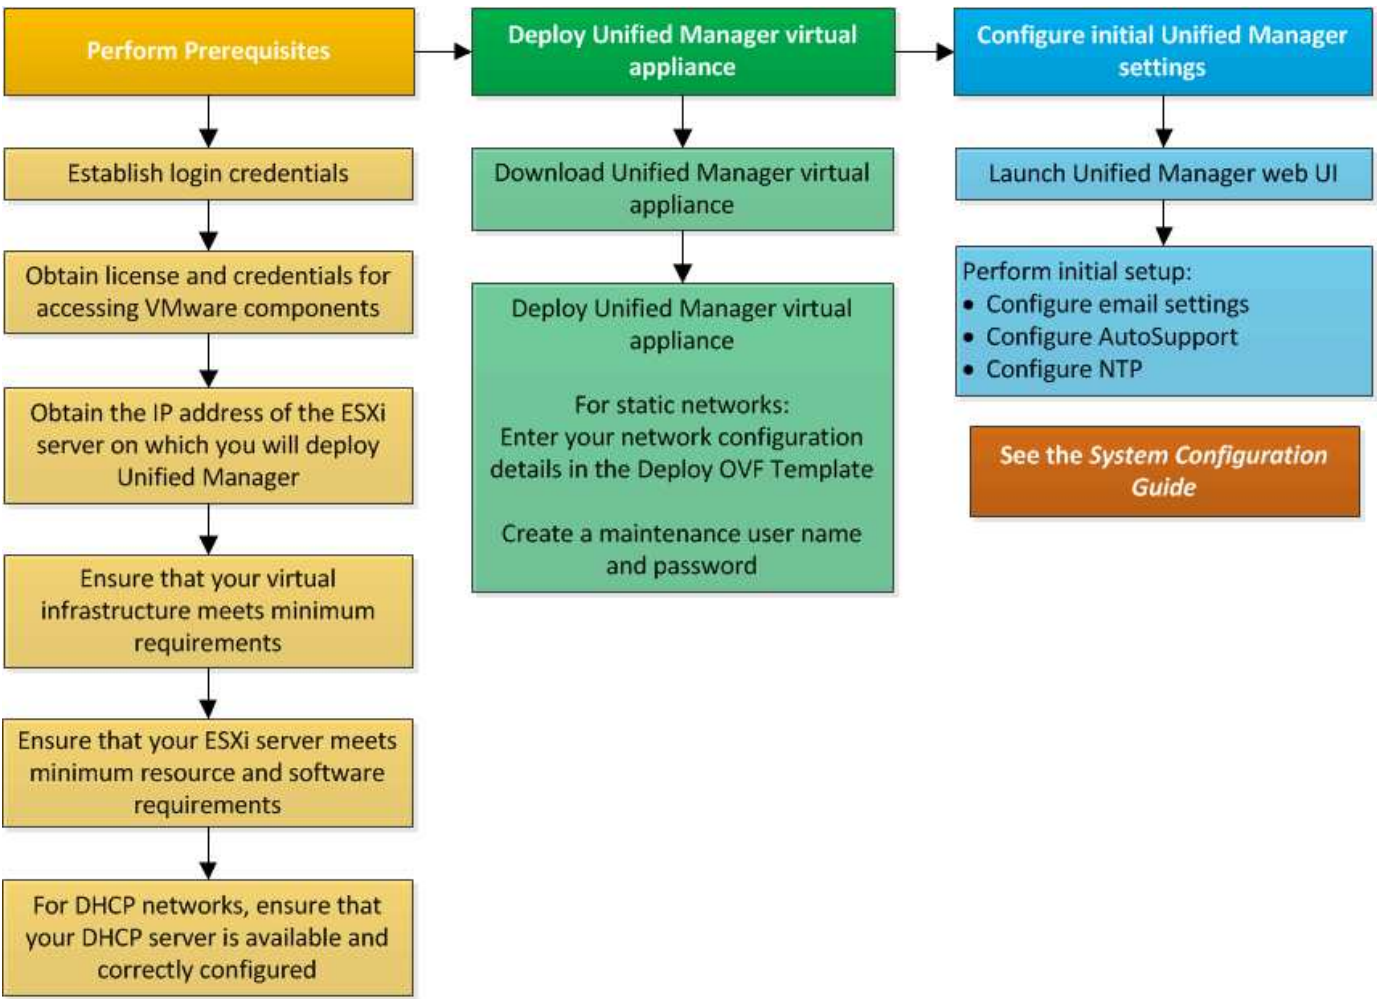 Perform Prerequisites
Establish login credentials
Obtain license and credentials for
accessing VMware components
Obtain the IP address of the ESXi
server on which you will deploy
Unified Manager
Ensure that your virtual
infrastructure meets minimum
requirements
Ensure that your ESXi server meets
minimum resource and software
requirements
For DHCP networks, ensure that
your DHCP server is available and
correctly configured
Deploy Unified Manager virtual
appliance
Download Unified Manager virtual
appliance
Deploy Unified Manager virtual
appliance
For static networks:
Enter your network configuration
details in the Deploy OVF Template
Create a maintenance user name
and password
Configure initial Unified Manager
settings
Launch Unified Manager web UI
Perform initial setup:
• Configure email settings
• Configure AutoSupport
• Configure NTP
See the System Configuration
Guide